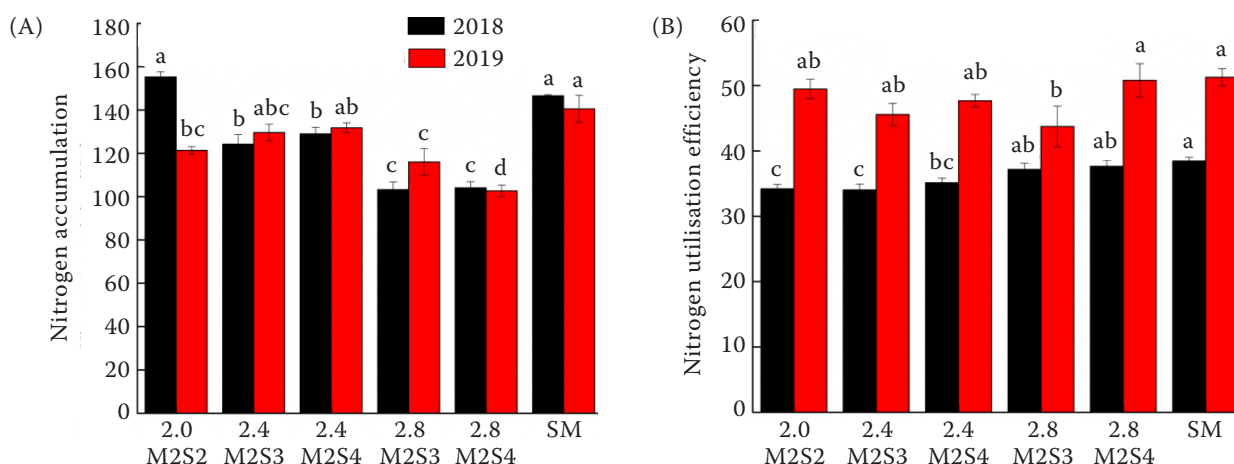 (A)
Nitrogen accumulation
180
160
140
120
100
80
60
40
20
0
2018
2019
a
bc
b
abc
b
ab
c
c
c
d
a
a
2.0
2.4
2.4
2.8
2.8
SM
M2S2
M2S3
M2S4
M2S3
M2S4
(B)
Nitrogen utilisation efficiency
60
50
40
30
20
10
0
c
ab
c
ab
bc
ab
ab
b
ab
a
a
a
2.0
2.4
2.4
2.8
2.8
SM
M2S2
M2S3
M2S4
M2S3
M2S4